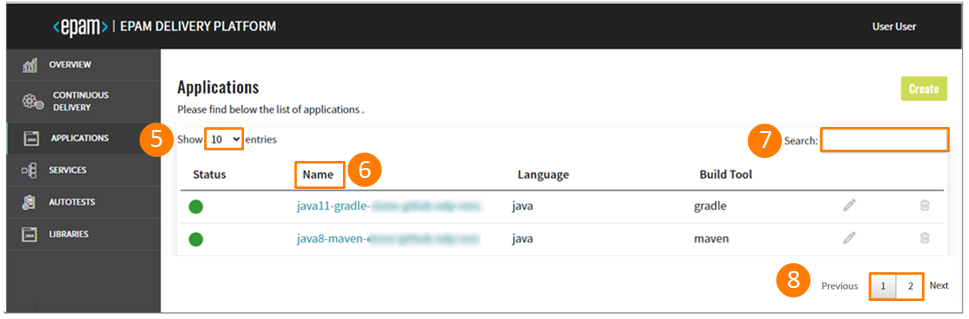 <epam> | EPAM DELIVERY PLATFORM
User User
OVERVIEW
CONTINUOUS
DELIVERY
APPLICATIONS
SERVICES
AUTOTESTS
LIBRARIES
Applications
Please find below the list of applications .
Create
5 Show 10 entries
7 Search:
6
Status Name Language Build Tool
java11-gradle- java gradle
java8-maven- java maven
8 Previous 1 2 Next